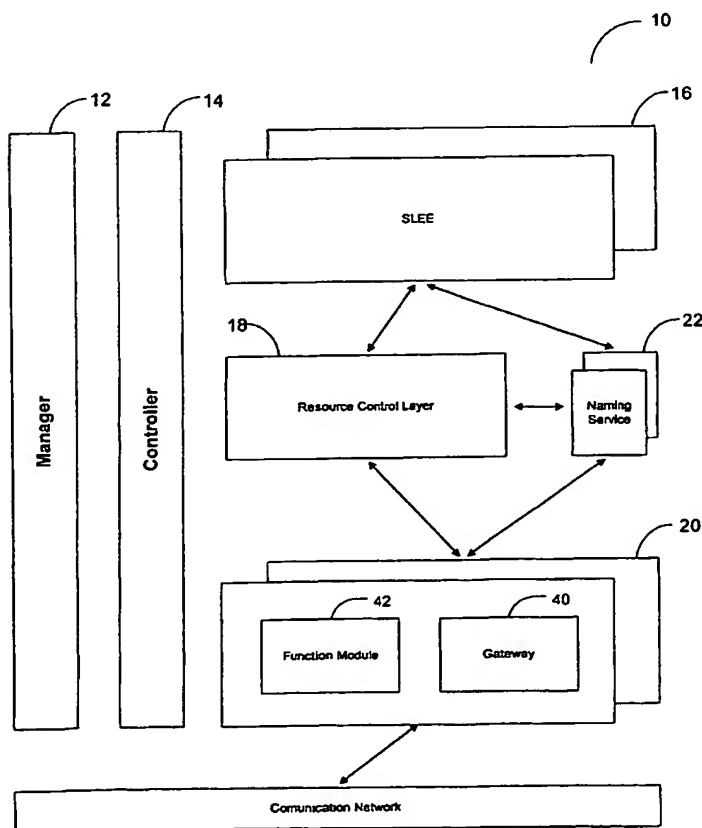 10
12
14
16
SLEE
18
22
Resource Control Layer
Naming
Service
Manager
Controller
20
42
40
Function Module
Gateway
Comunication Network